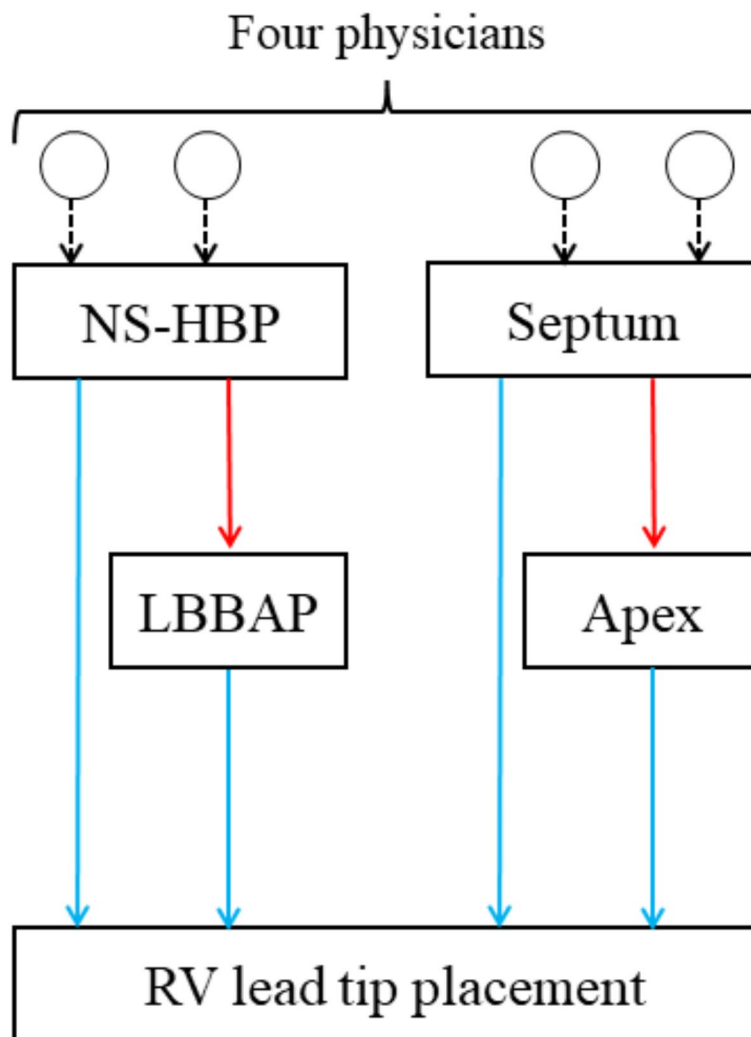 Four physicians
NS-HBP
Septum
LBBAP
Apex
RV lead tip placement